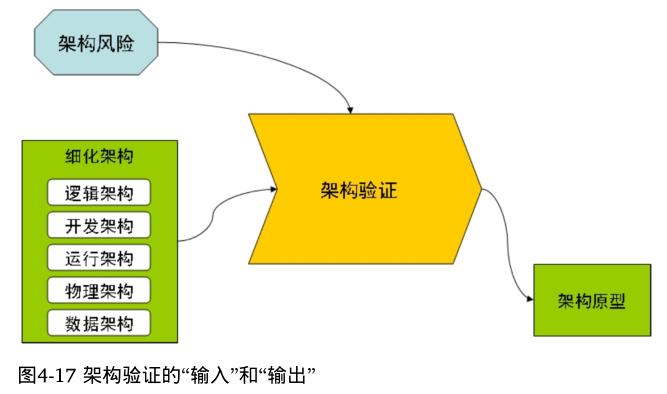 架构风险
细化架构
逻辑架构
开发架构
运行架构
物理架构
数据架构
架构验证
架构原型
图4-17 架构验证的“输入”和“输出”